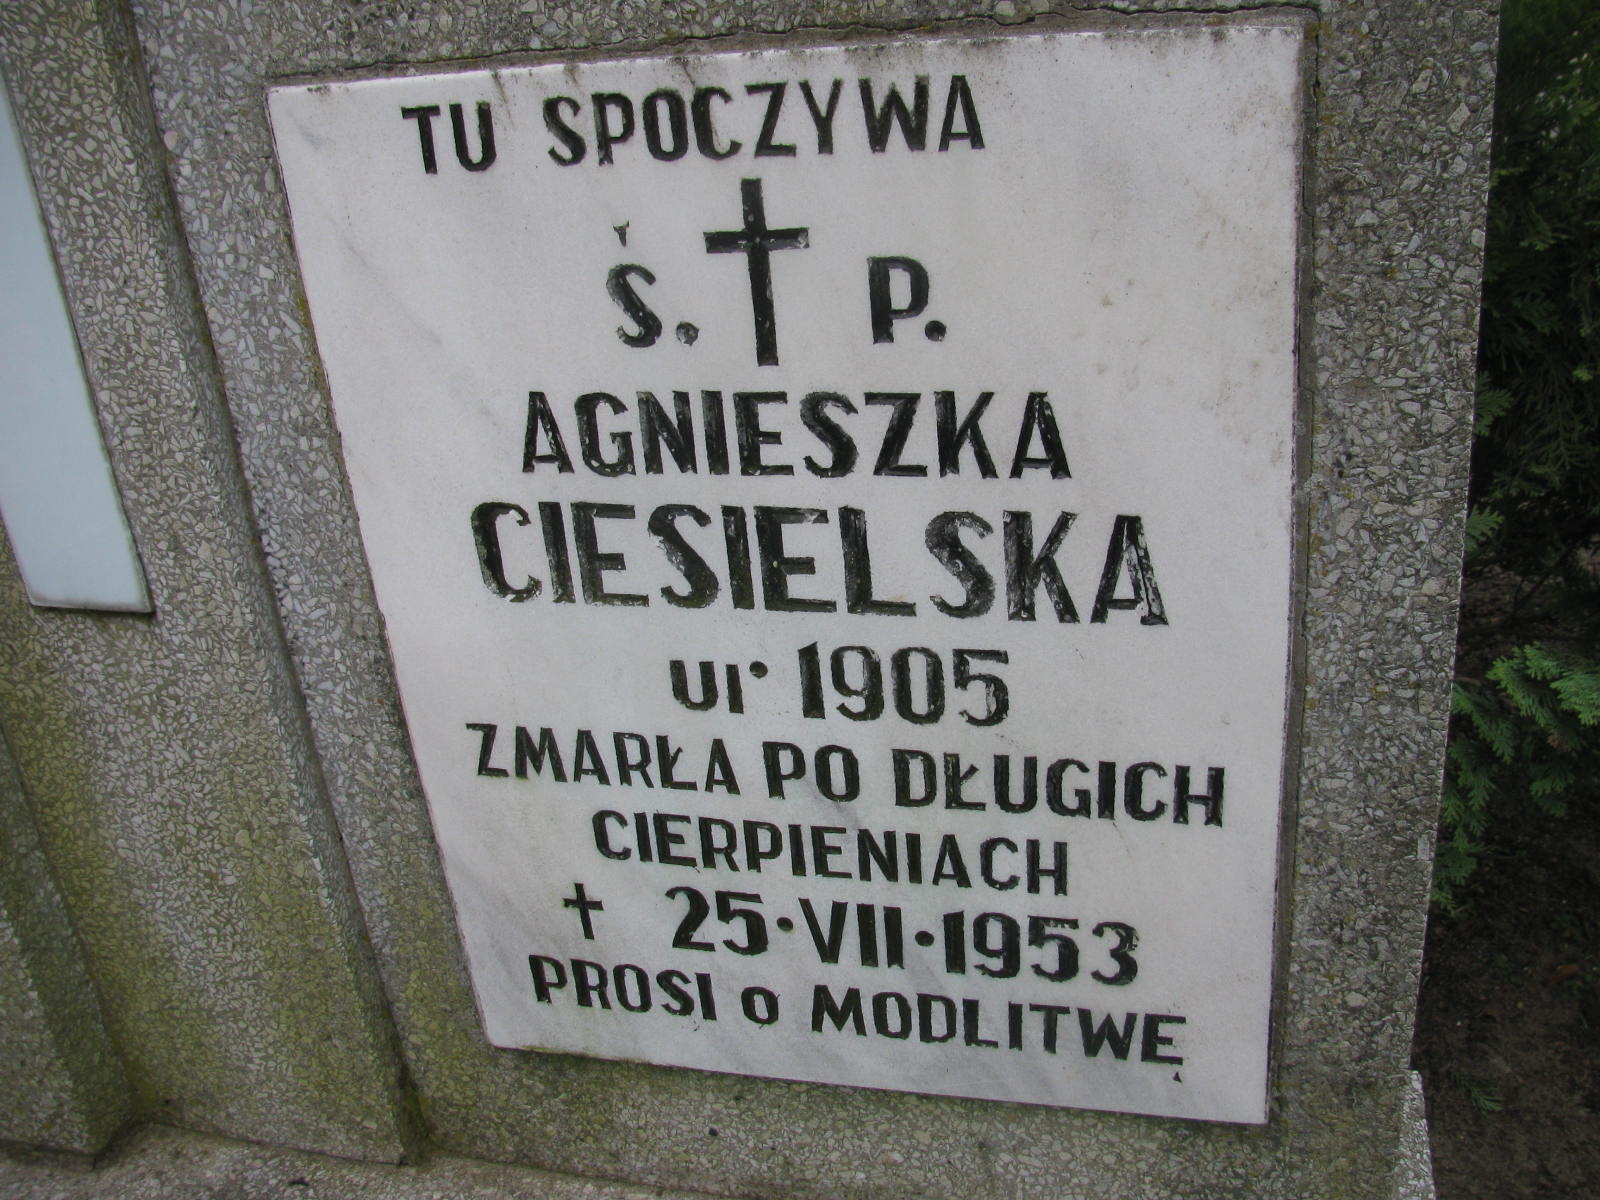 TU SPOCZYWA
Ś. P.
AGNIESZKA
CIESIELSKA
ur. 1905
ZMARŁA PO DŁUGICH
CIERPIENIACH
† 25·VII·1953
PROSI o MODLITWĘ